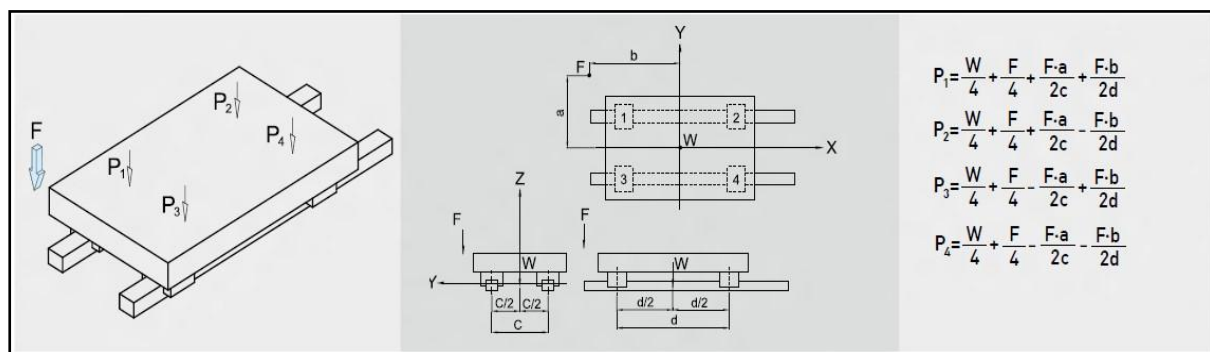 F
P₂
P₄
P₁
P₃
Y
b
F
a
1
2
W
X
3
4
Z
F
W
Y
C/2
C/2
C
F
W
d/2
d/2
d
P₁=W/4+F/4+F·a/2c+F·b/2d
P₂=W/4+F/4+F·a/2c-F·b/2d
P₃=W/4+F/4-F·a/2c+F·b/2d
P₄=W/4+F/4-F·a/2c-F·b/2d